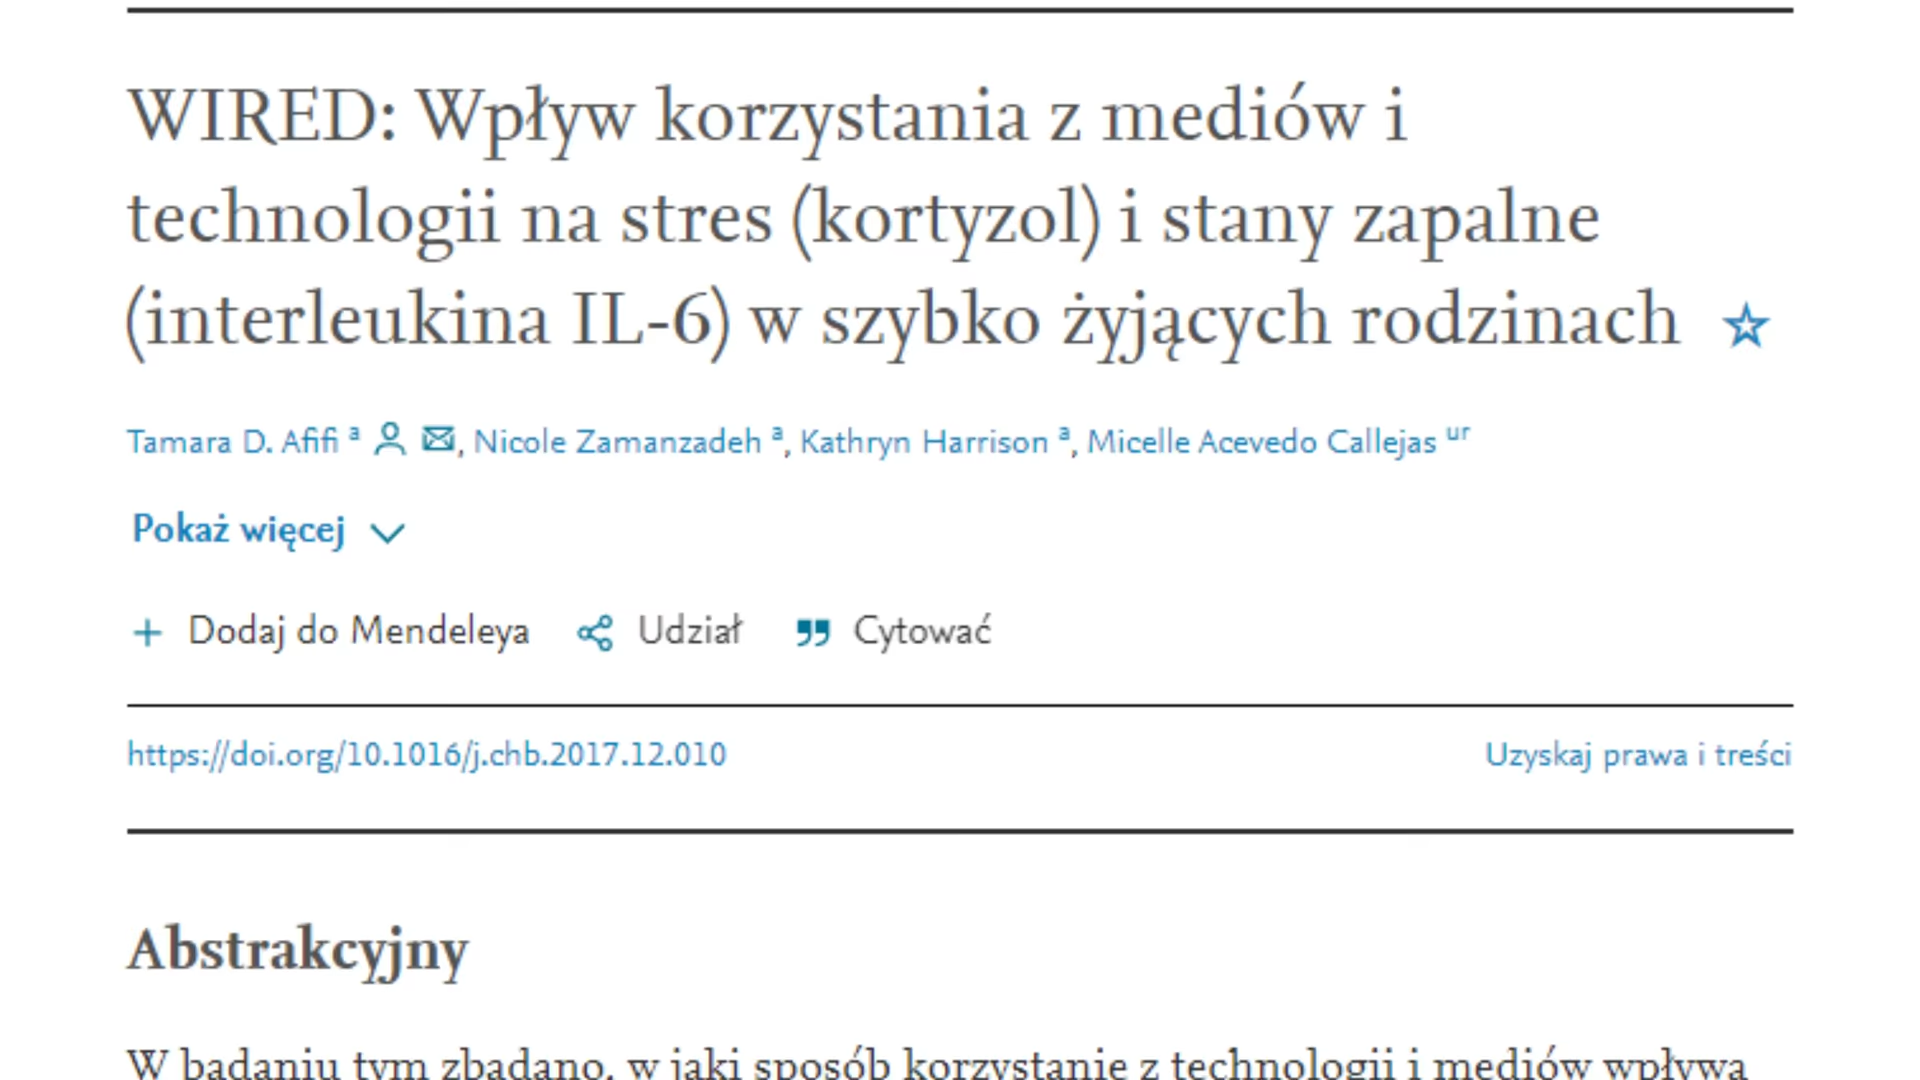 WIRED: Wpływ korzystania z mediów i
technologii na stres (kortyzol) i stany zapalne
(interleukina IL-6) w szybko żyjących rodzinach
Tamara D. Afifi a, Nicole Zamanzadeh a, Kathryn Harrison a, Micelle Acevedo Callejas ur
Pokaż więcej
+ Dodaj do Mendeleya Udział Cytować
https://doi.org/10.1016/j.chb.2017.12.010 Uzyskaj prawa i treści
Abstrakcyjny
W badaniu tym zbadano, w jaki sposób korzystanie z technologii i mediów wpływa